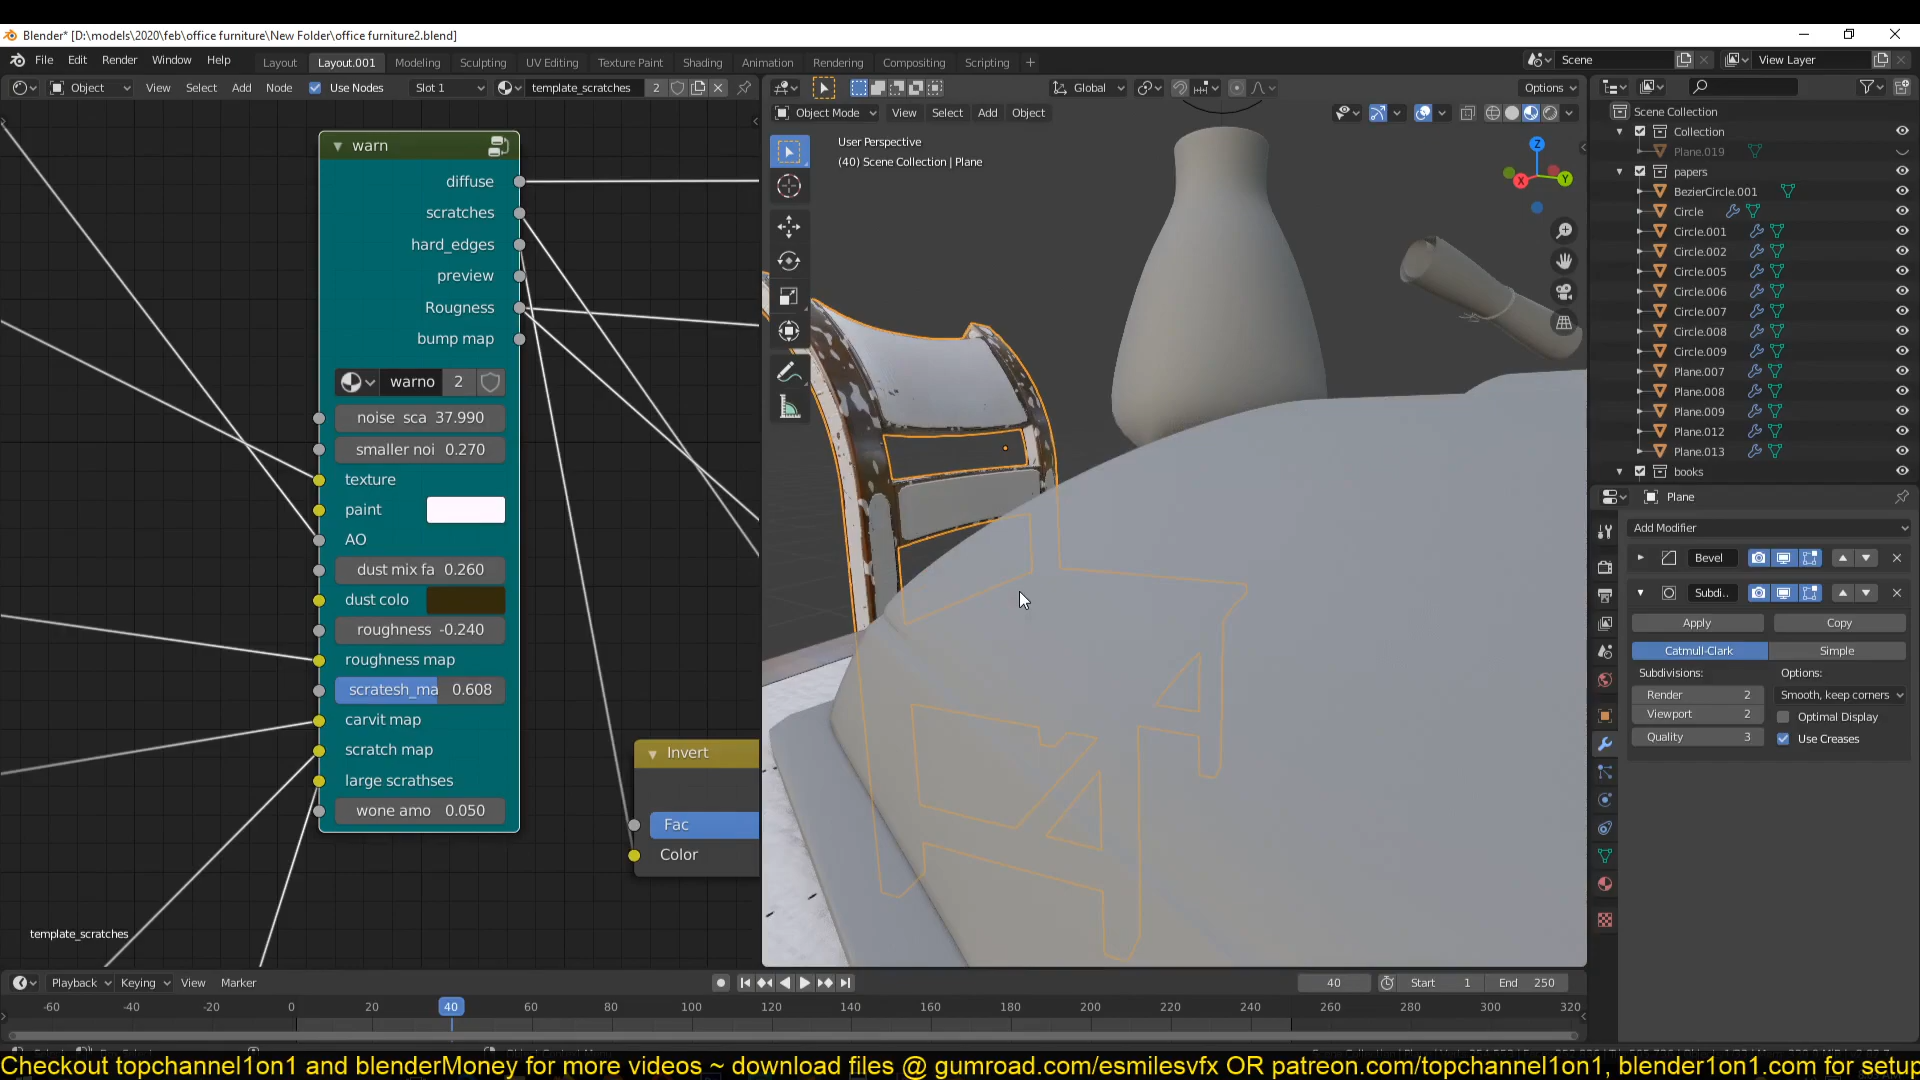 Blender* [D:\models\2020\feb\office furniture\New Folder\office furniture2.blend]
File Edit Render Window Help Layout Layout.001 Modeling Sculpting UV Editing Texture Paint Shading Animation Rendering Compositing Scripting + Scene View Layer
Object View Select Add Node Use Nodes Slot 1 template_scratches 2 Global Options
Object Mode View Select Add Object
User Perspective
(40) Scene Collection | Plane
warn
diffuse
scratches
hard_edges
preview
Rougness
bump map
warno 2
noise sca 37.990
smaller noi 0.270
texture
paint
AO
dust mix fa 0.260
dust colo
roughness -0.240
roughness map
scratesh_ma 0.608
carvit map
scratch map
large scrathses
wone amo 0.050
Invert
Fac
Color
template_scratches
Z
X
Y
Scene Collection
Collection
Plane.019
papers
BezierCircle.001
Circle
Circle.001
Circle.002
Circle.005
Circle.006
Circle.007
Circle.008
Circle.009
Plane.007
Plane.008
Plane.009
Plane.012
Plane.013
books
Plane
Add Modifier
Bevel
Subdi..
Apply Copy
Catmull-Clark Simple
Subdivisions: Options:
Render 2 Smooth, keep corners
Viewport 2 Optimal Display
Quality 3 Use Creases
Playback Keying View Marker 40 Start 1 End 250
-60 -40 -20 0 20 40 60 80 100 120 140 160 180 200 220 240 260 280 300 320
Checkout topchannel1on1 and blenderMoney for more videos ~ download files @ gumroad.com/esmilesvfx OR patreon.com/topchannel1on1, blender1on1.com for setup